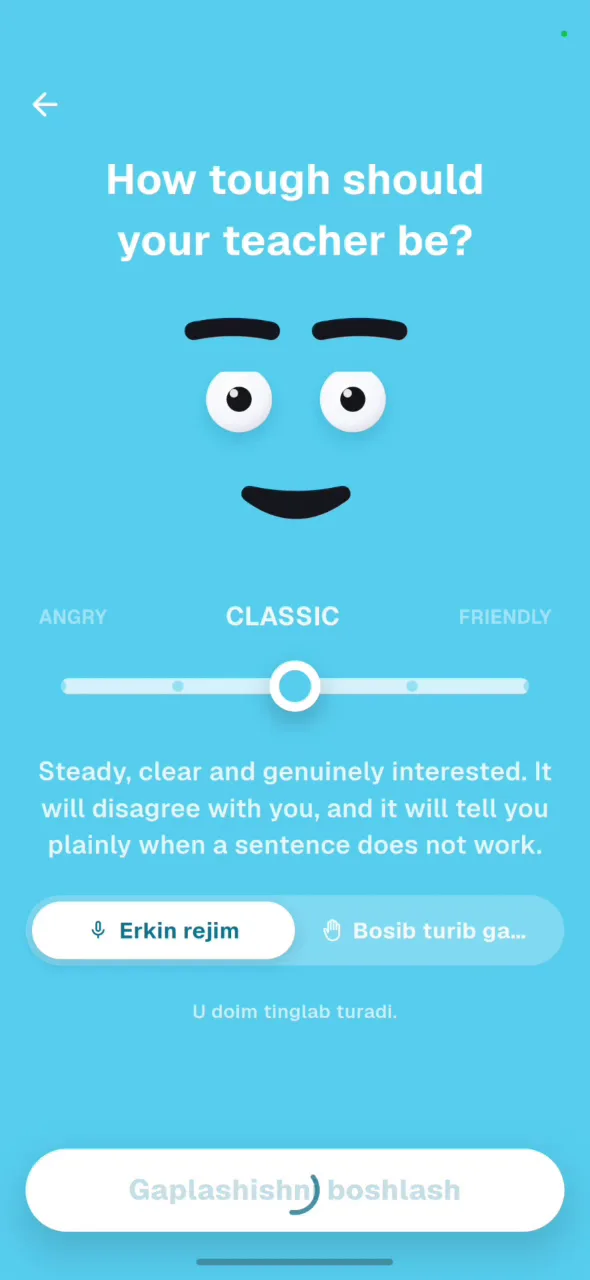 How tough should
your teacher be?
ANGRY CLASSIC FRIENDLY
Steady, clear and genuinely interested. It
will disagree with you, and it will tell you
plainly when a sentence does not work.
Erkin rejim Bosib turib ga...
U doim tinglab turadi.
Gaplashishni boshlash